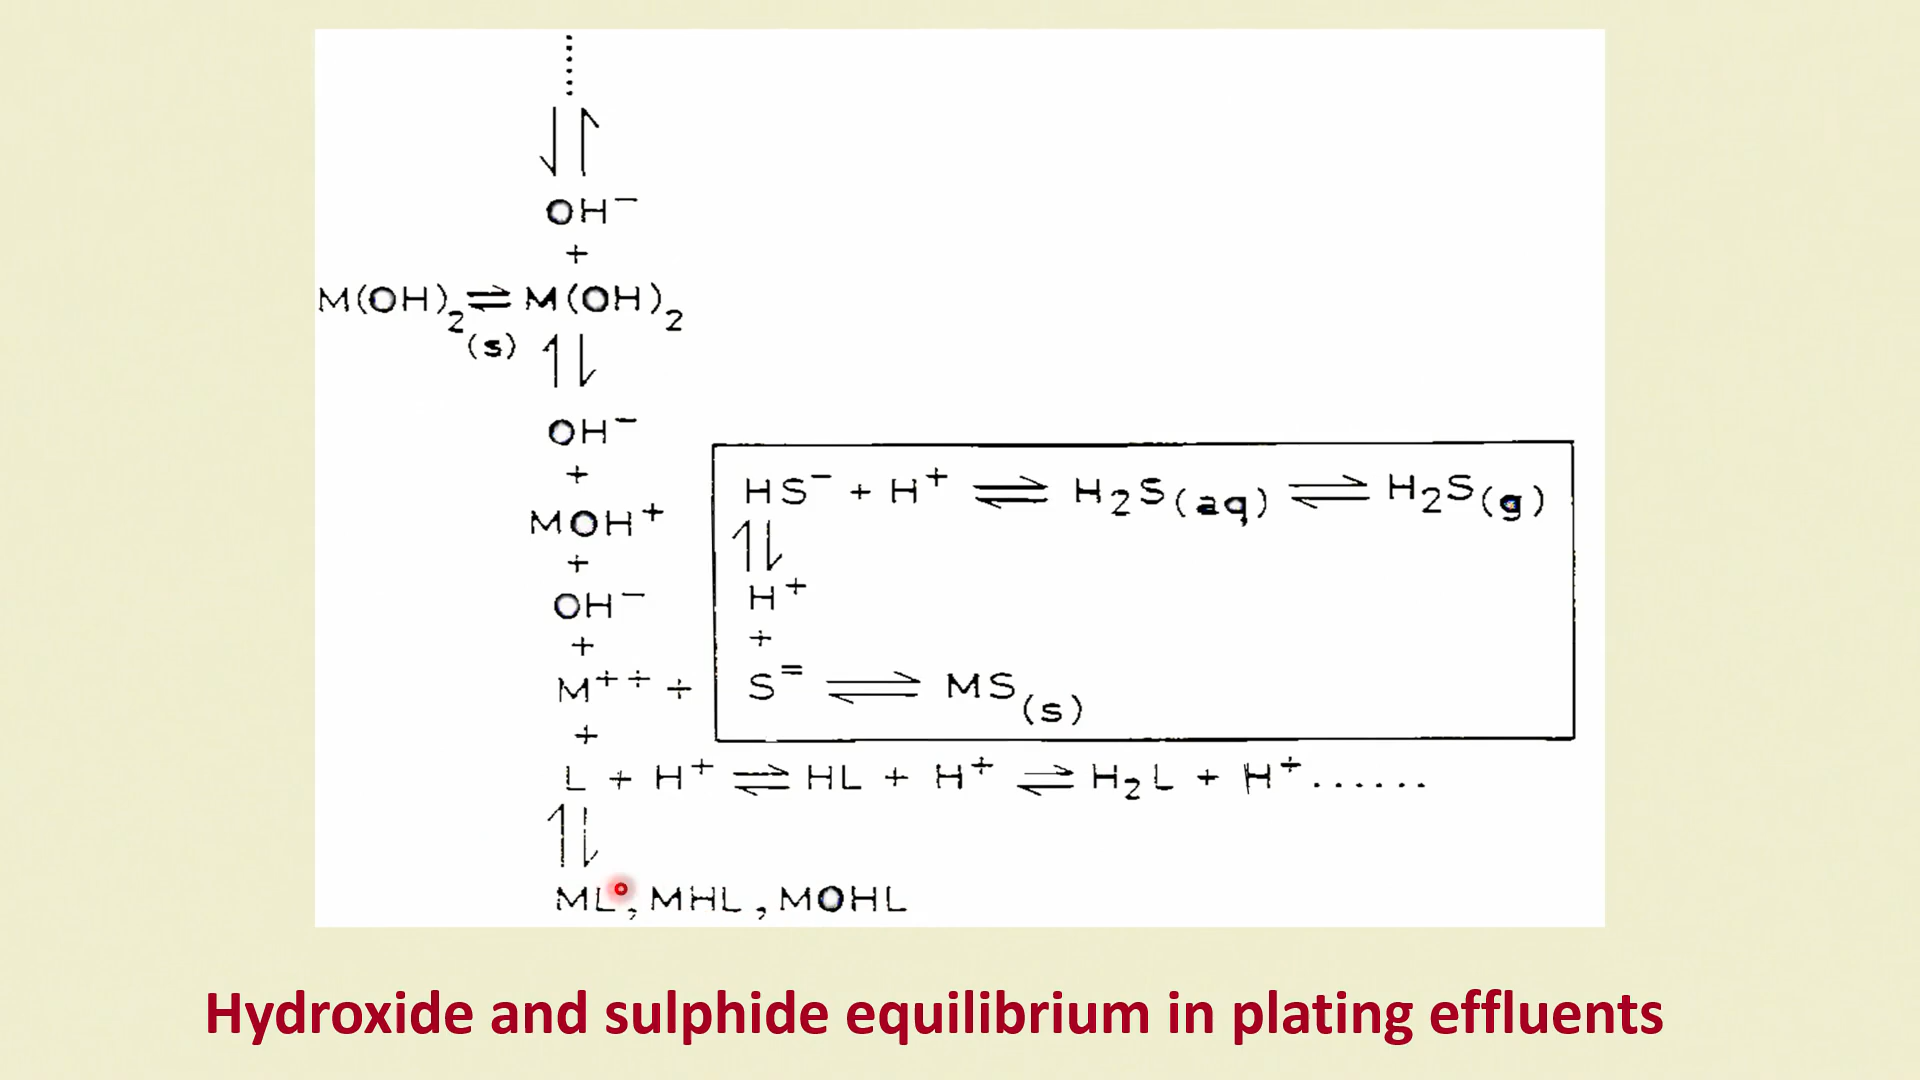 ⇃↾
OH⁻
+
M(OH)₂(s) ⇌ M(OH)₂
↿⇂
OH⁻
+
MOH⁺
+
OH⁻
+
M⁺⁺ +
+
HS⁻ + H⁺ ⇌ H₂S(aq) ⇌ H₂S(g)
↿⇂
H⁺
+
S⁼ ⇌ MS(s)
L + H⁺ ⇌ HL + H⁺ ⇌ H₂L + H⁺......
↿⇂
ML, MHL, MOHL
Hydroxide and sulphide equilibrium in plating effluents